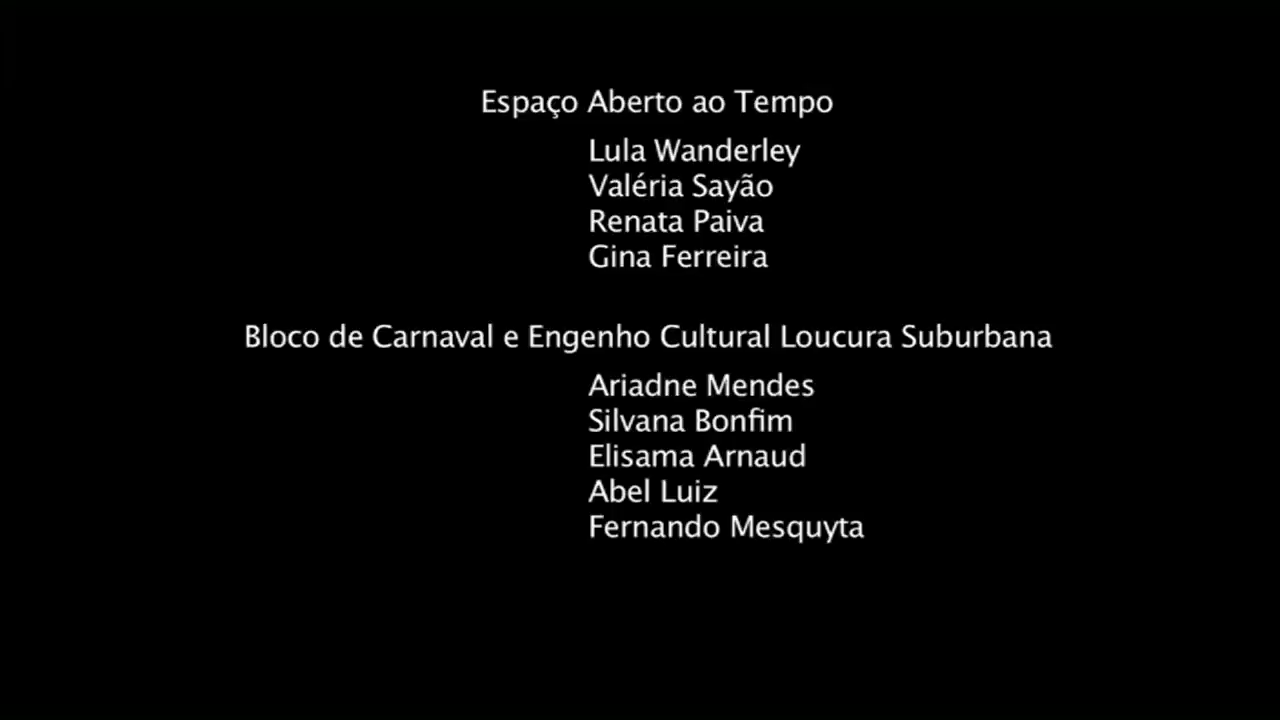 Espaço Aberto ao Tempo
Lula Wanderley
Valéria Sayão
Renata Paiva
Gina Ferreira
Bloco de Carnaval e Engenho Cultural Loucura Suburbana
Ariadne Mendes
Silvana Bonfim
Elisama Arnaud
Abel Luiz
Fernando Mesquyta